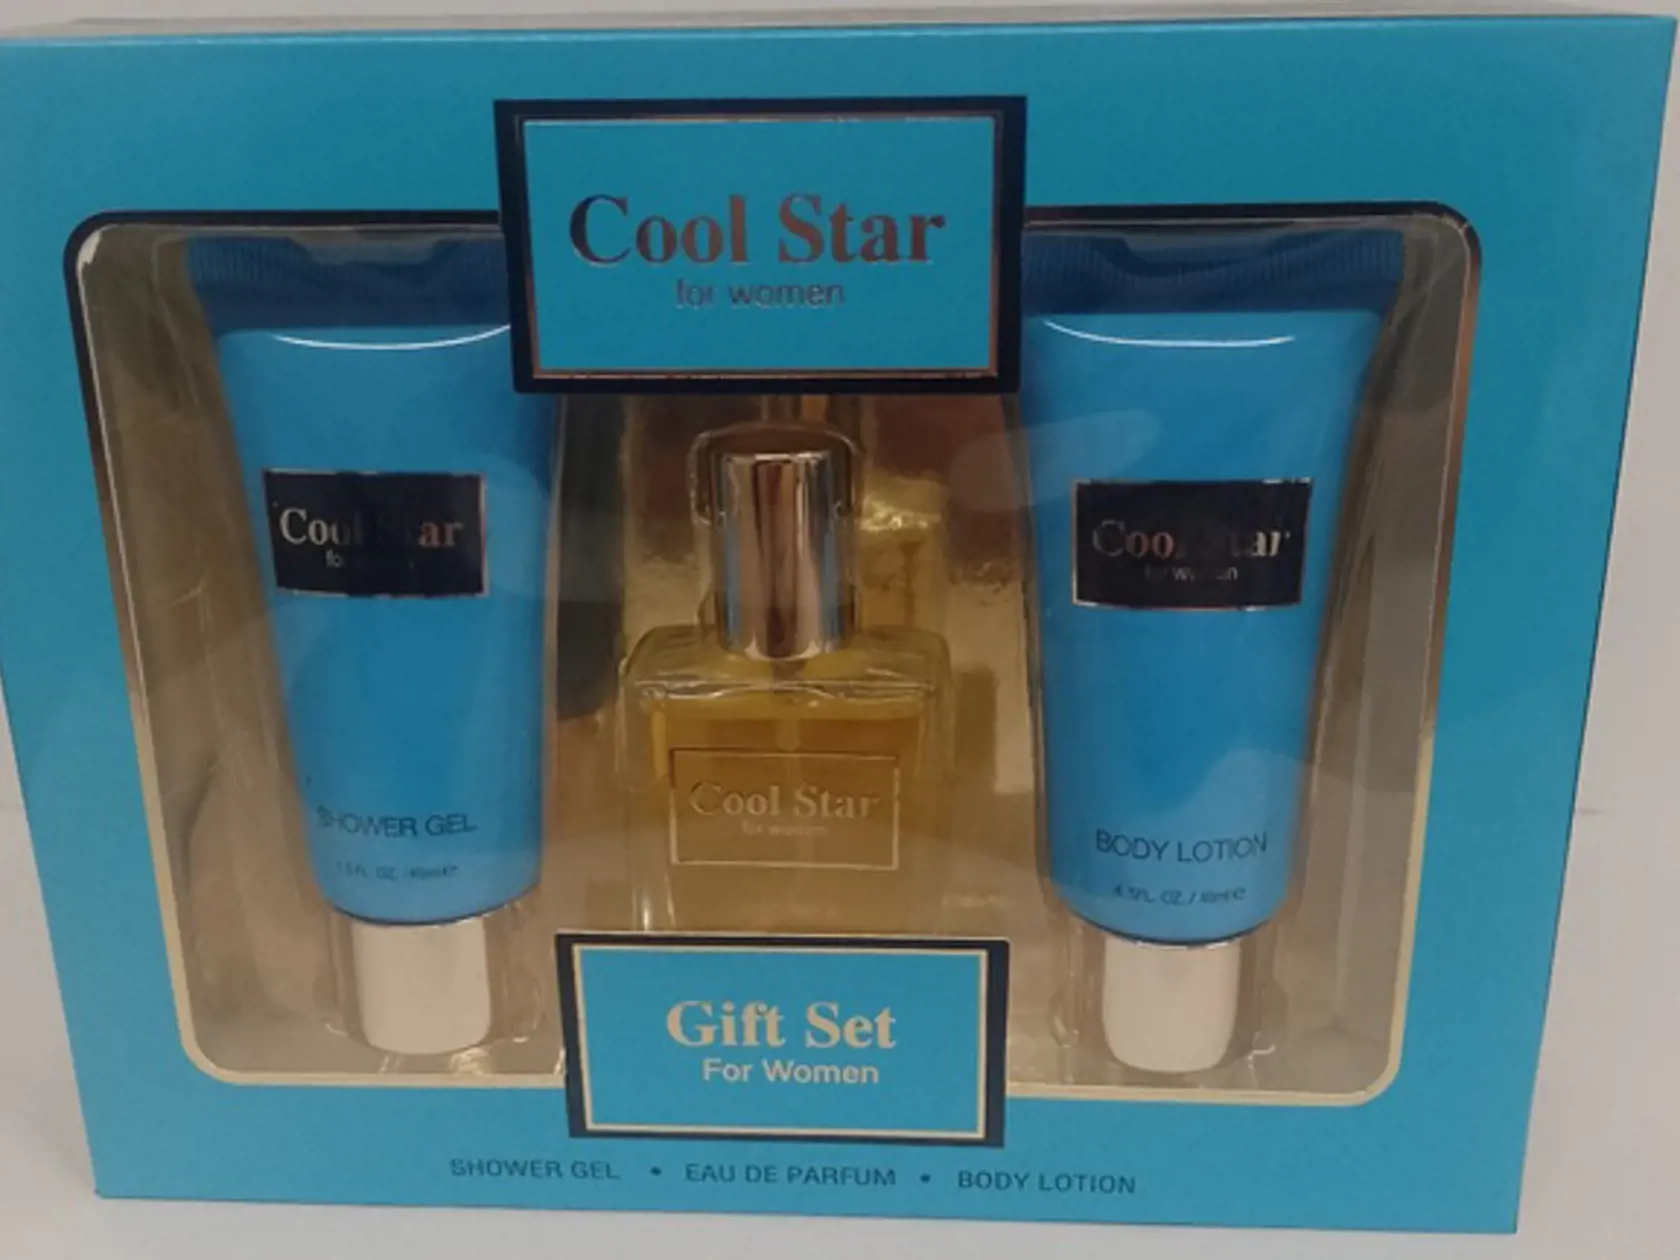 Cool Star
for women
Cool Star
for women
SHOWER GEL
Cool Star
for women
Cool Star
for women
BODY LOTION
Gift Set
For Women
SHOWER GEL • EAU DE PARFUM • BODY LOTION